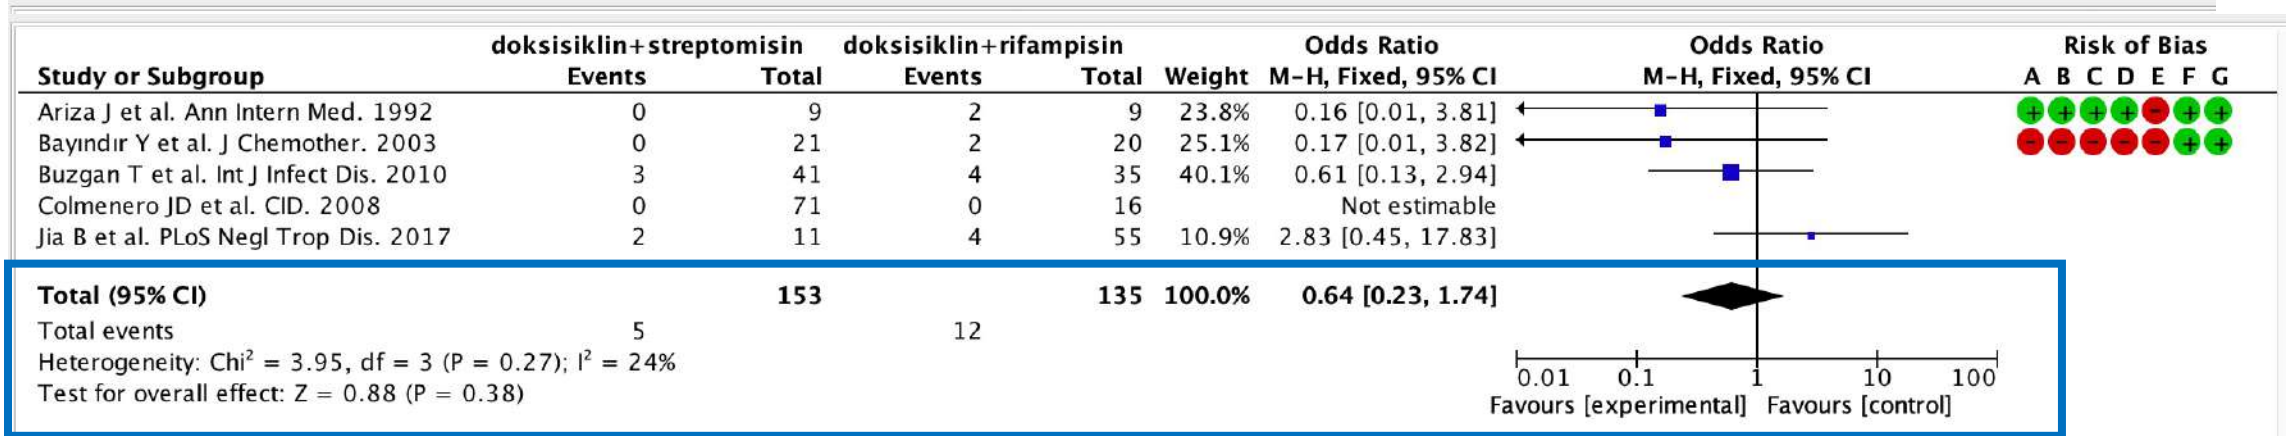 doksisiklin+streptomisin doksisiklin+rifampisin Odds Ratio Odds Ratio Risk of Bias
Study or Subgroup Events Total Events Total Weight M-H, Fixed, 95% CI M-H, Fixed, 95% CI A B C D E F G
Ariza J et al. Ann Intern Med. 1992 0 9 2 9 23.8% 0.16 [0.01, 3.81] + + + + - + +
Bayındır Y et al. J Chemother. 2003 0 21 2 20 25.1% 0.17 [0.01, 3.82] - - - - - + +
Buzgan T et al. Int J Infect Dis. 2010 3 41 4 35 40.1% 0.61 [0.13, 2.94]
Colmenero JD et al. CID. 2008 0 71 0 16 Not estimable
Jia B et al. PLoS Negl Trop Dis. 2017 2 11 4 55 10.9% 2.83 [0.45, 17.83]
Total (95% CI) 153 135 100.0% 0.64 [0.23, 1.74]
Total events 5 12
Heterogeneity: Chi² = 3.95, df = 3 (P = 0.27); I² = 24%
Test for overall effect: Z = 0.88 (P = 0.38)
0.01 0.1 1 10 100
Favours [experimental] Favours [control]